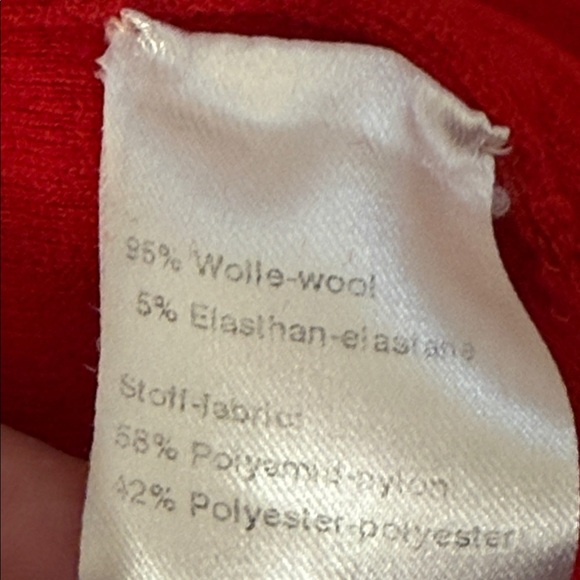 95% Wolle-wool
5% Elasthan-elastane
Stoff-fabric:
58% Polyamid-nylon
42% Polyester-polyester